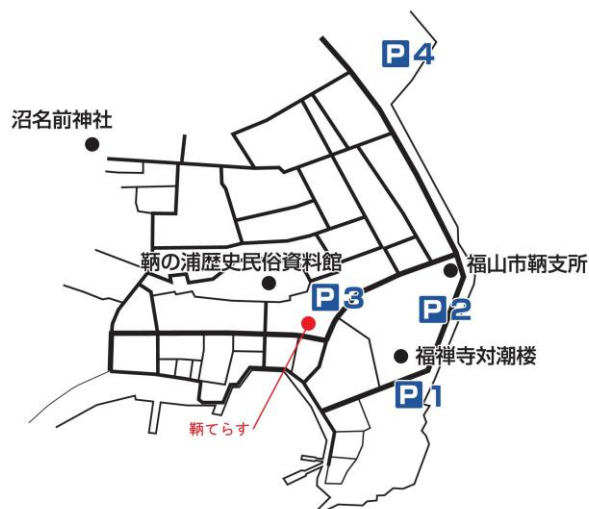 P4
沼名前神社
鞆の浦歴史民俗資料館
福山市鞆支所
P3
P2
福禅寺対潮楼
P1
鞆てらす